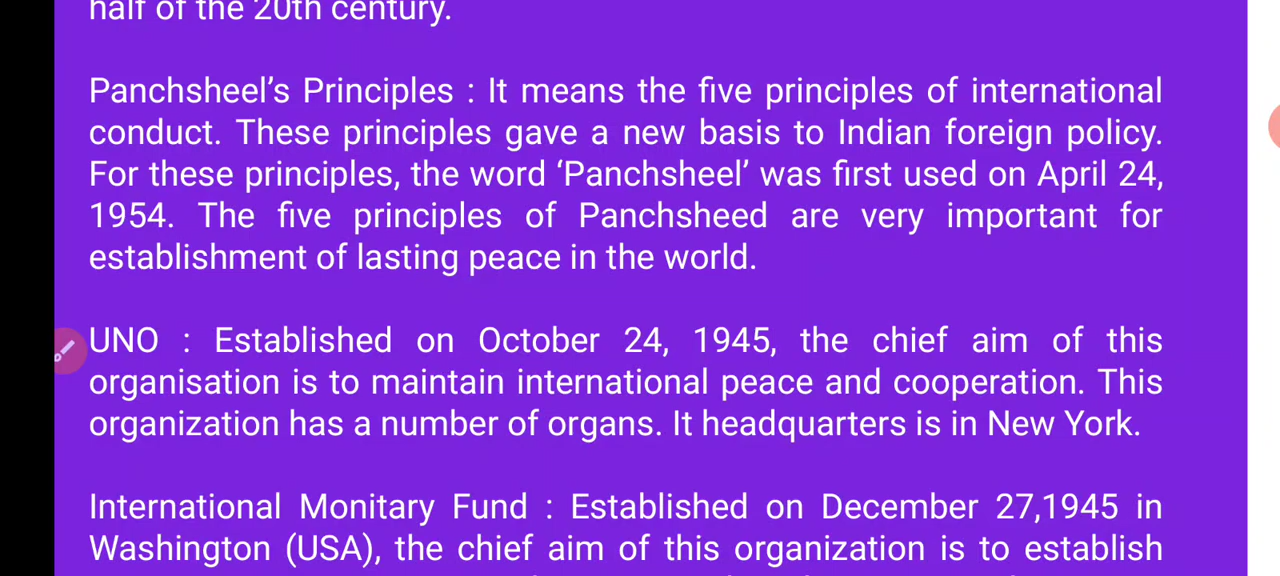 half of the 20th century.
Panchsheel’s Principles : It means the five principles of international
conduct. These principles gave a new basis to Indian foreign policy.
For these principles, the word ‘Panchsheel’ was first used on April 24,
1954. The five principles of Panchsheed are very important for
establishment of lasting peace in the world.
UNO : Established on October 24, 1945, the chief aim of this
organisation is to maintain international peace and cooperation. This
organization has a number of organs. It headquarters is in New York.
International Monitary Fund : Established on December 27,1945 in
Washington (USA), the chief aim of this organization is to establish